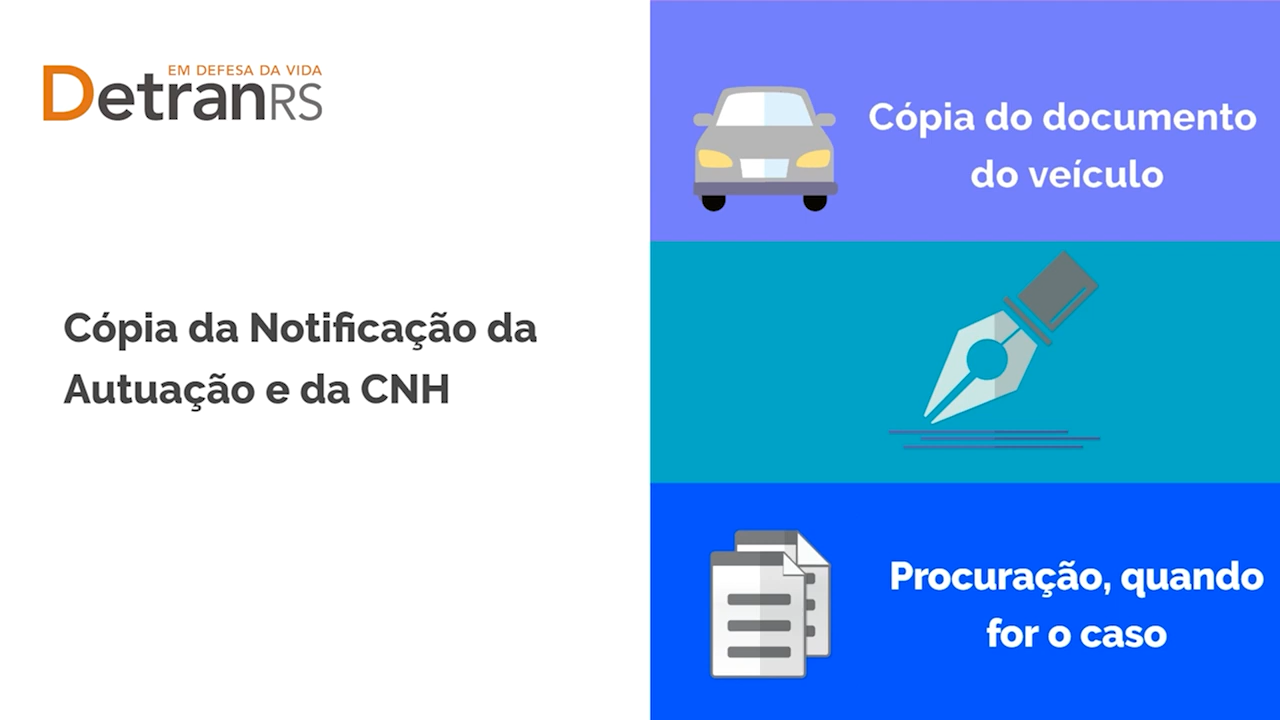 EM DEFESA DA VIDA
DetranRS
Cópia da Notificação da
Autuação e da CNH
Cópia do documento
do veículo
Procuração, quando
for o caso